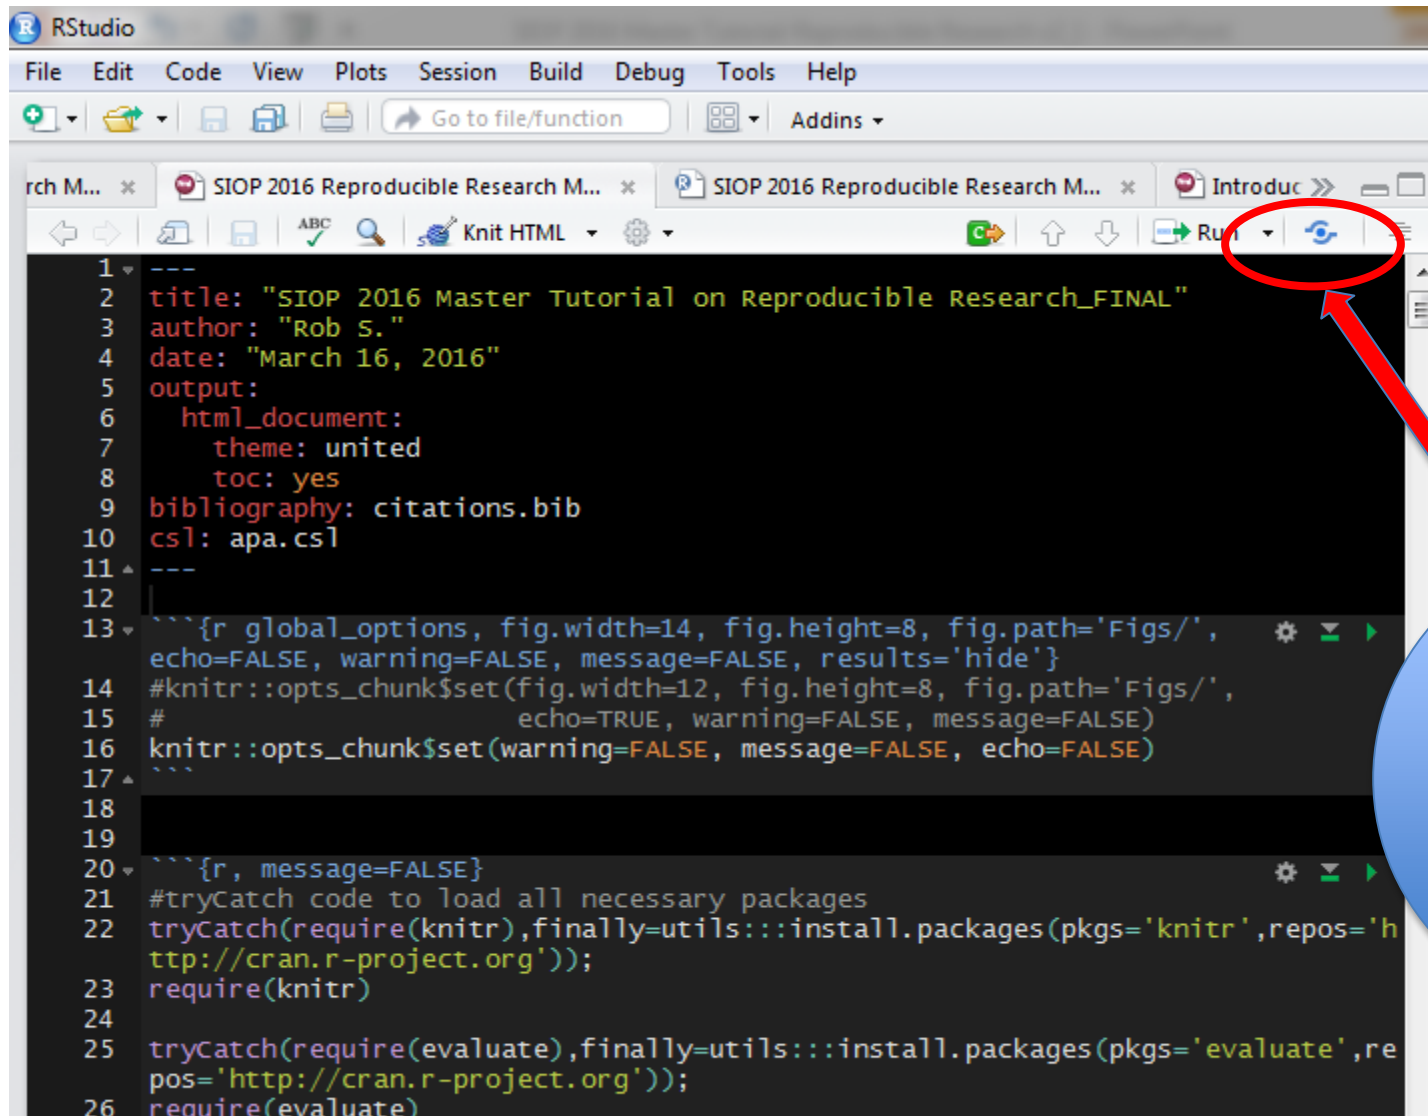 RStudio
File Edit Code View Plots Session Build Debug Tools Help
Go to file/function Addins
rch M... SIOP 2016 Reproducible Research M... SIOP 2016 Reproducible Research M... Introduc
ABC Knit HTML Run
1 ---
2 title: "SIOP 2016 Master Tutorial on Reproducible Research_FINAL"
3 author: "Rob S."
4 date: "March 16, 2016"
5 output:
6   html_document:
7     theme: united
8     toc: yes
9 bibliography: citations.bib
10 csl: apa.csl
11 ---
12
13 ```{r global_options, fig.width=14, fig.height=8, fig.path='Figs/',
echo=FALSE, warning=FALSE, message=FALSE, results='hide'}
14 #knitr::opts_chunk$set(fig.width=12, fig.height=8, fig.path='Figs/',
15 #                      echo=TRUE, warning=FALSE, message=FALSE)
16 knitr::opts_chunk$set(warning=FALSE, message=FALSE, echo=FALSE)
17 ```
18
19
20 ```{r, message=FALSE}
21 #tryCatch code to load all necessary packages
22 tryCatch(require(knitr),finally=utils:::install.packages(pkgs='knitr',repos='h
ttp://cran.r-project.org'));
23 require(knitr)
24
25 tryCatch(require(evaluate),finally=utils:::install.packages(pkgs='evaluate',re
pos='http://cran.r-project.org'));
26 require(evaluate)